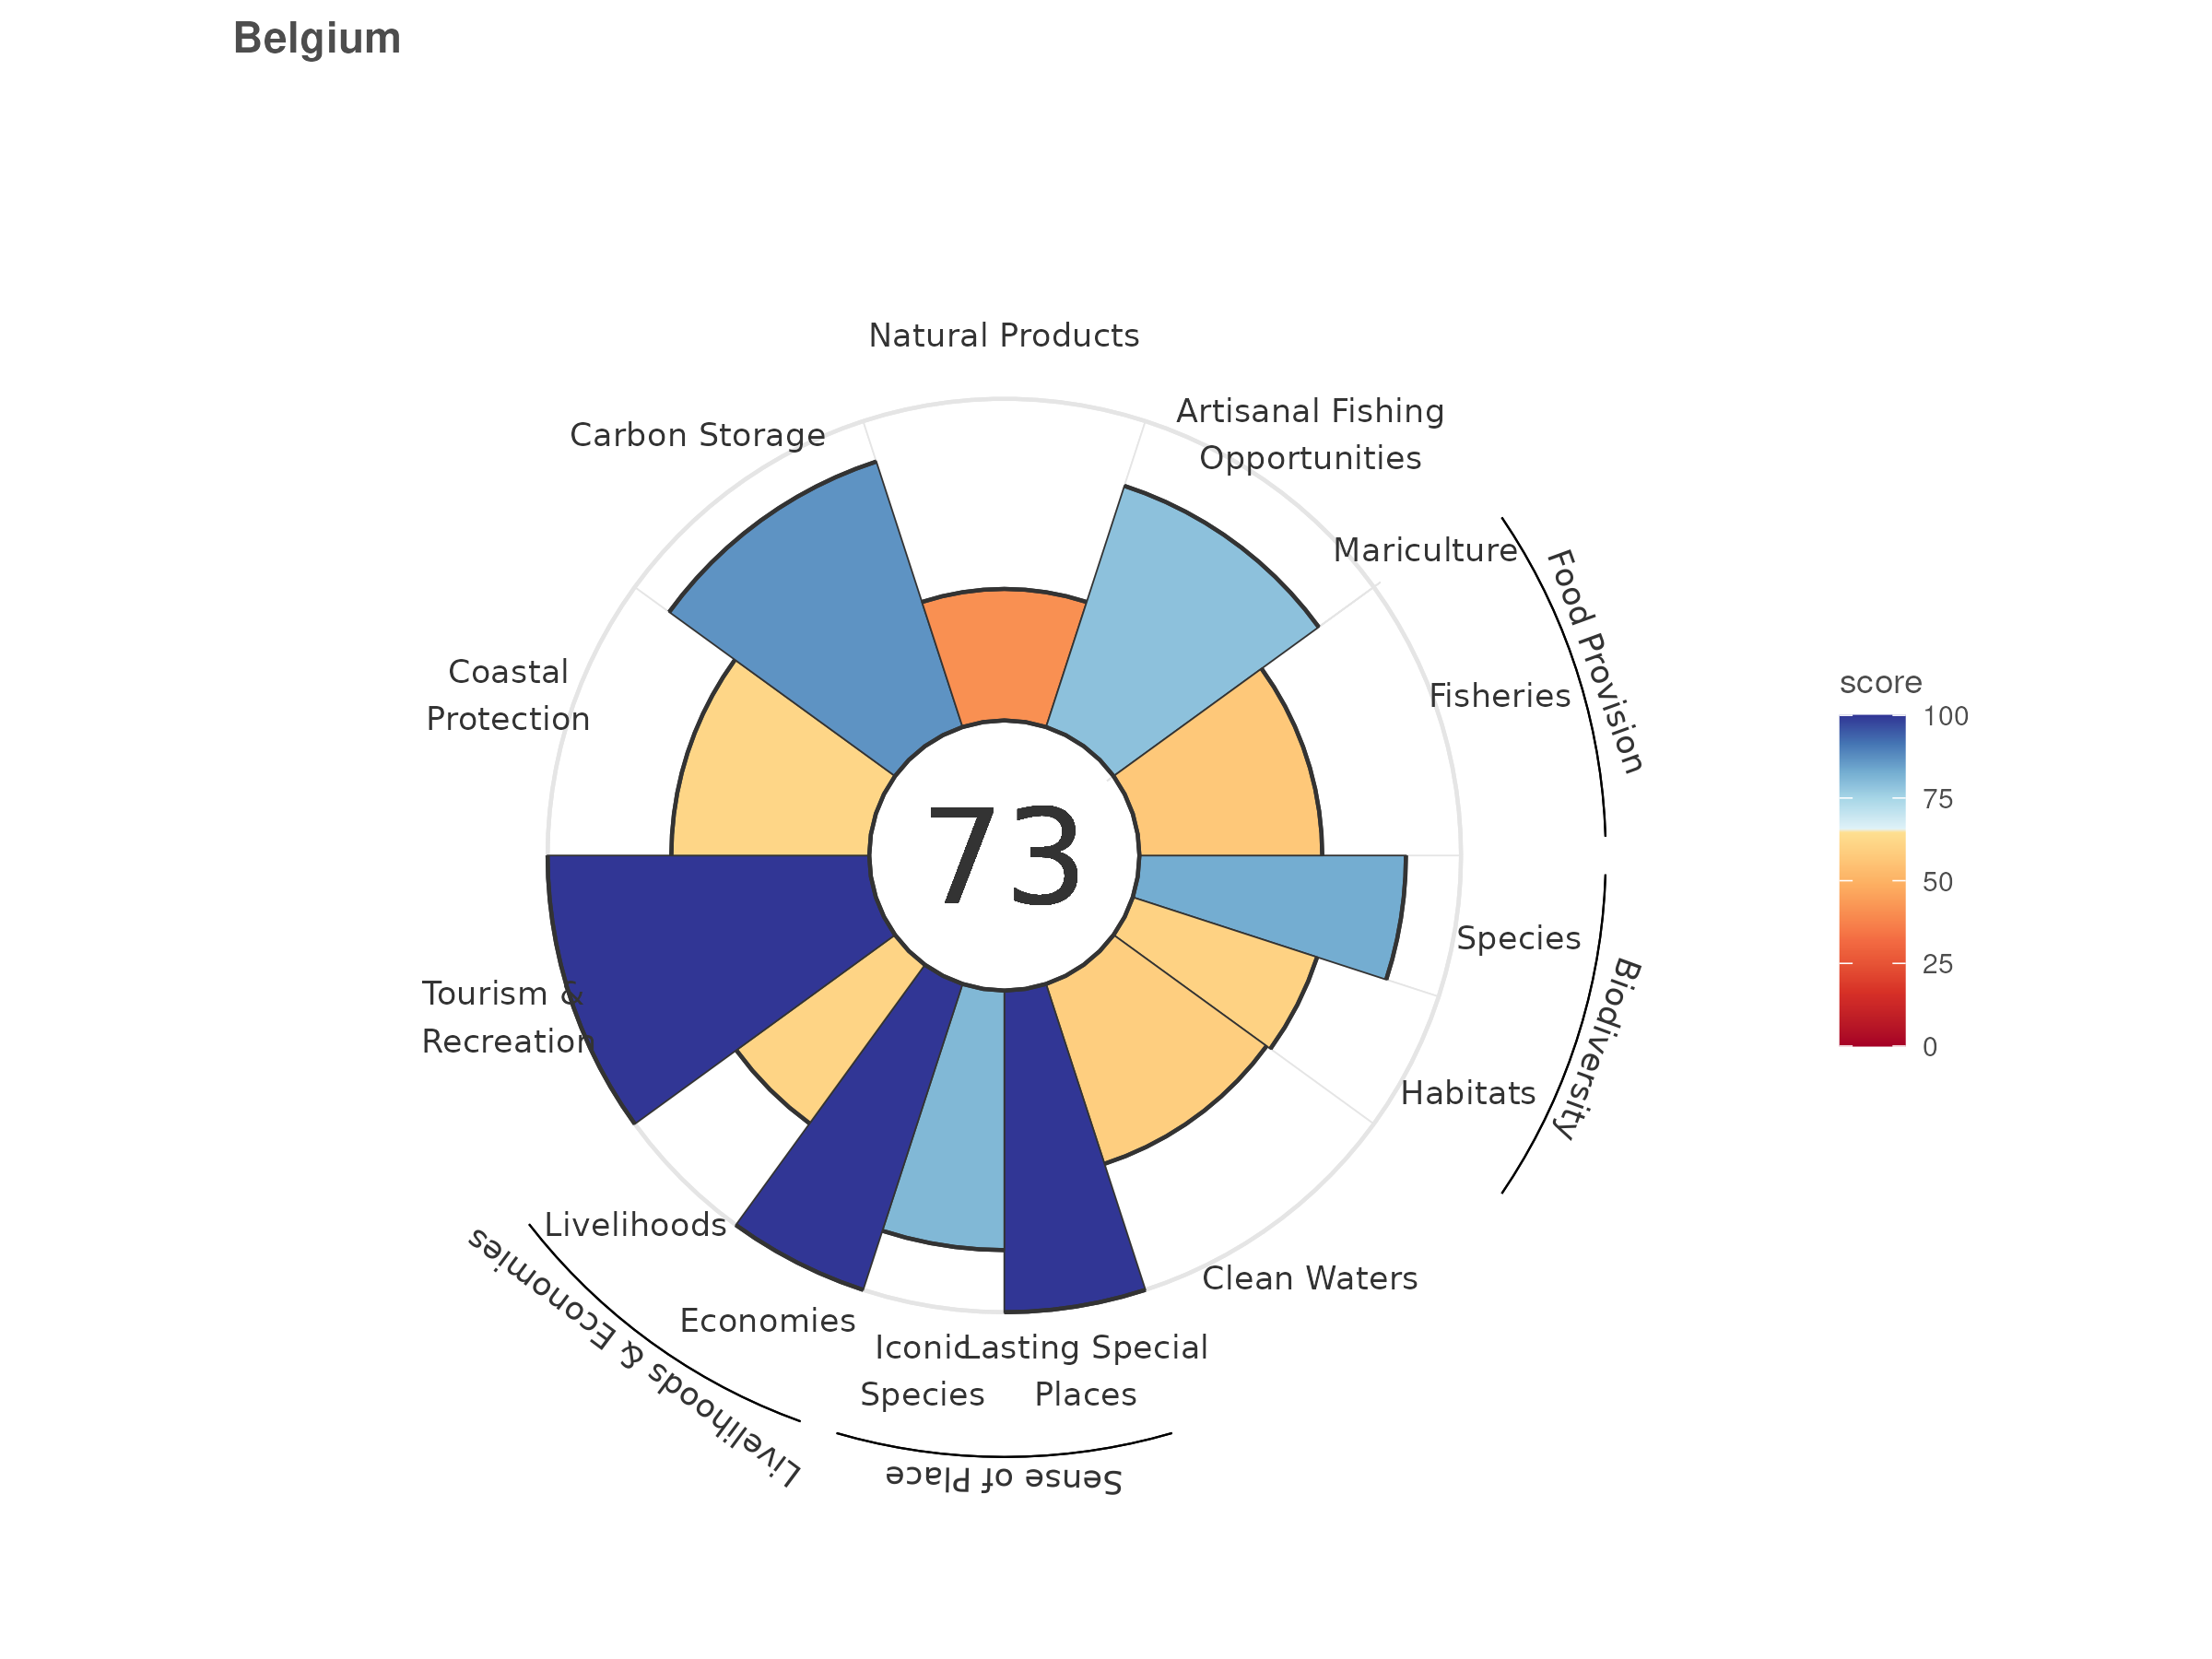 Belgium
Natural Products
Artisanal Fishing
Opportunities
Carbon Storage
Mariculture
Food Provision
Fisheries
Coastal
Protection
score
100
75
50
25
0
73
Species
Biodiversity
Habitats
Tourism &
Recreation
Livelihoods
Livelihoods & Economies
Clean Waters
Economies
Iconic
Species
Lasting Special
Places
Sense of Place